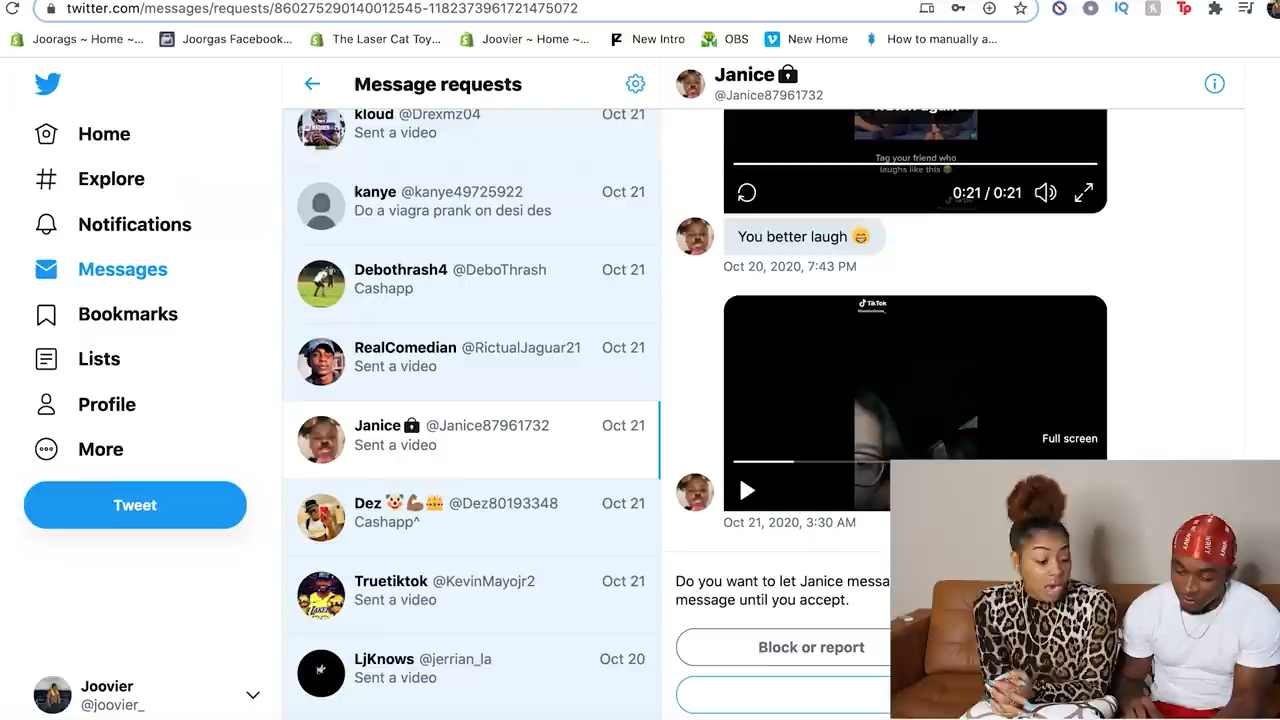 twitter.com/messages/requests/860275290140012545-1182373961721475072
IQ
Tp
Joorags ~ Home ~...
Joorgas Facebook...
The Laser Cat Toy...
Joovier ~ Home ~...
New Intro
OBS
New Home
How to manually a...
Home
Explore
Notifications
Messages
Bookmarks
Lists
Profile
More
Tweet
Joovier
@joovier_
Message requests
kloud @Drexmz04 Oct 21
Sent a video
kanye @kanye49725922 Oct 21
Do a viagra prank on desi des
Debothrash4 @DeboThrash Oct 21
Cashapp
RealComedian @RictualJaguar21 Oct 21
Sent a video
Janice @Janice87961732 Oct 21
Sent a video
Dez 🤡💪🏾👑 @Dez80193348 Oct 21
Cashapp^
Truetiktok @KevinMayojr2 Oct 21
Sent a video
LjKnows @jerrian_la Oct 20
Sent a video
Janice
@Janice87961732
Tag your friend who
laughs like this
0:21 / 0:21
You better laugh 😁
Oct 20, 2020, 7:43 PM
TikTok
Full screen
Oct 21, 2020, 3:30 AM
Do you want to let Janice messa
message until you accept.
Block or report